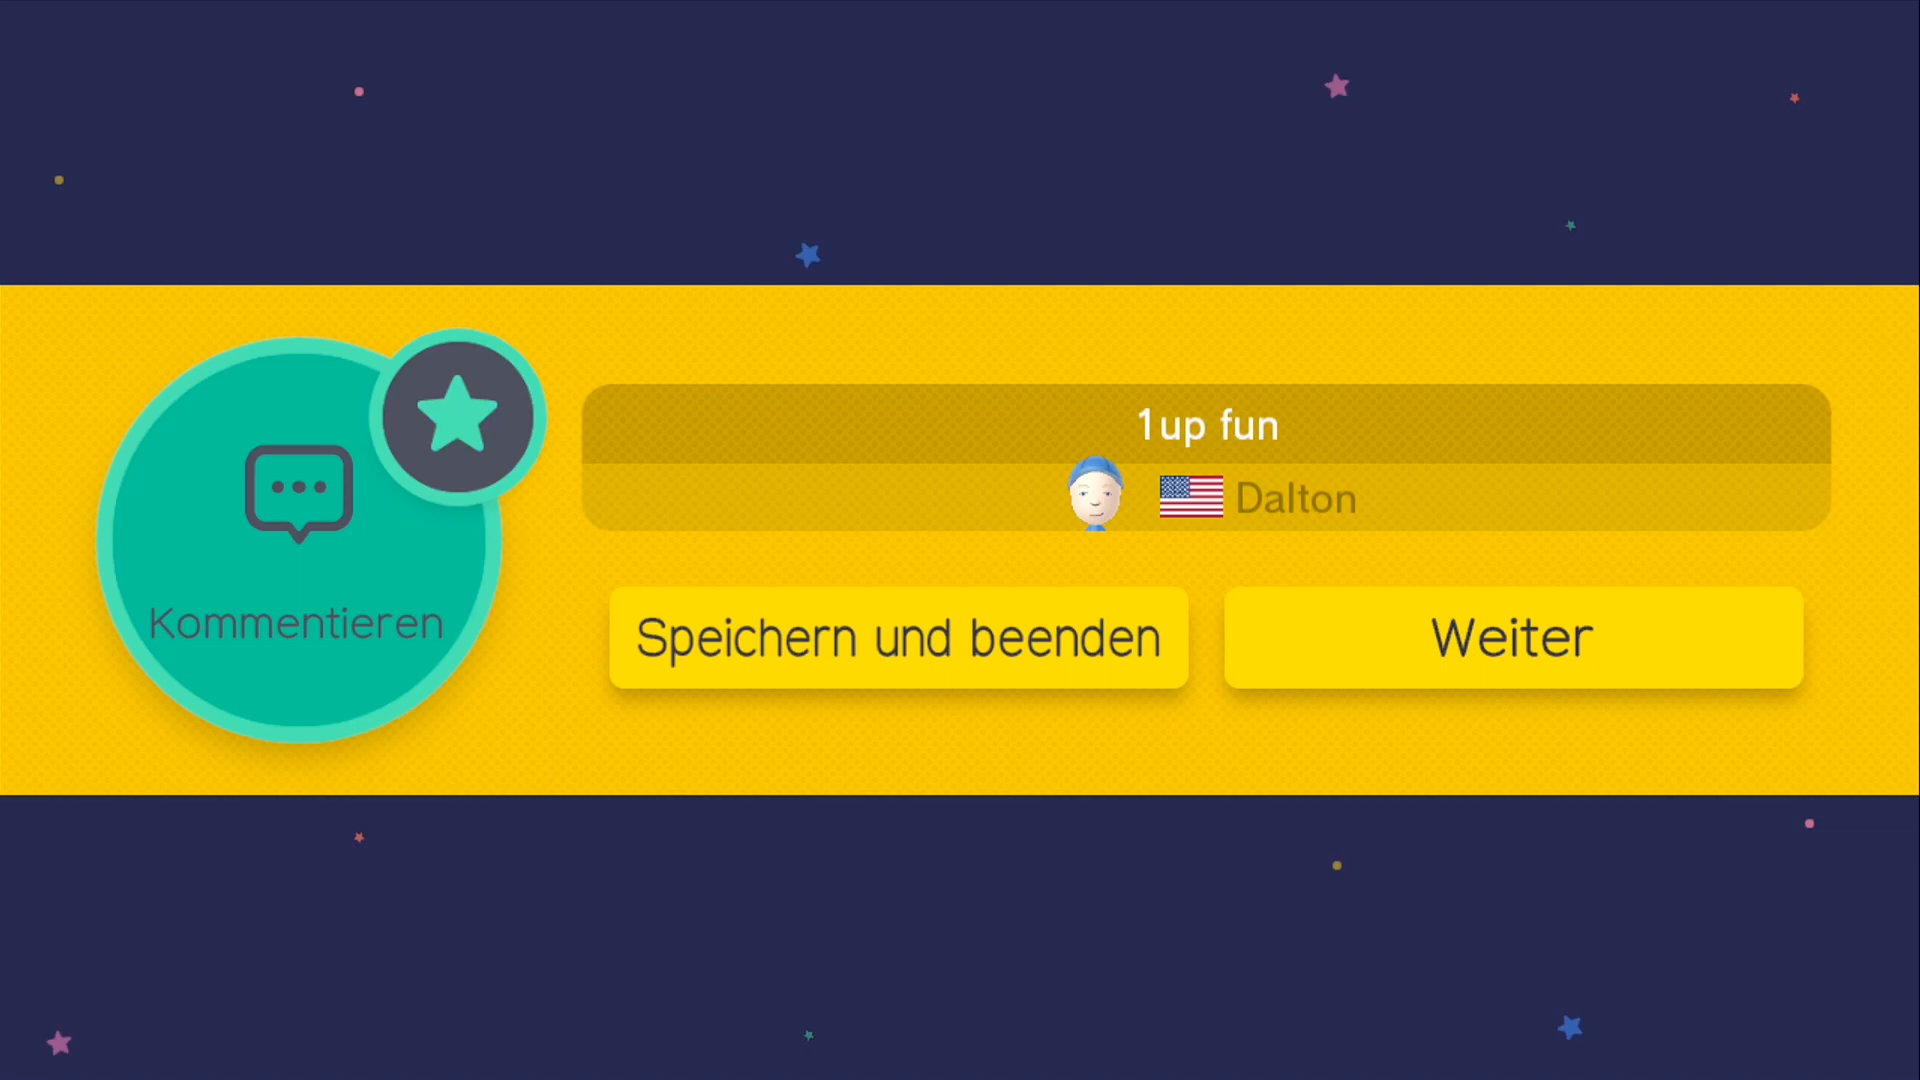 1up fun
Dalton
Kommentieren
Speichern und beenden
Weiter